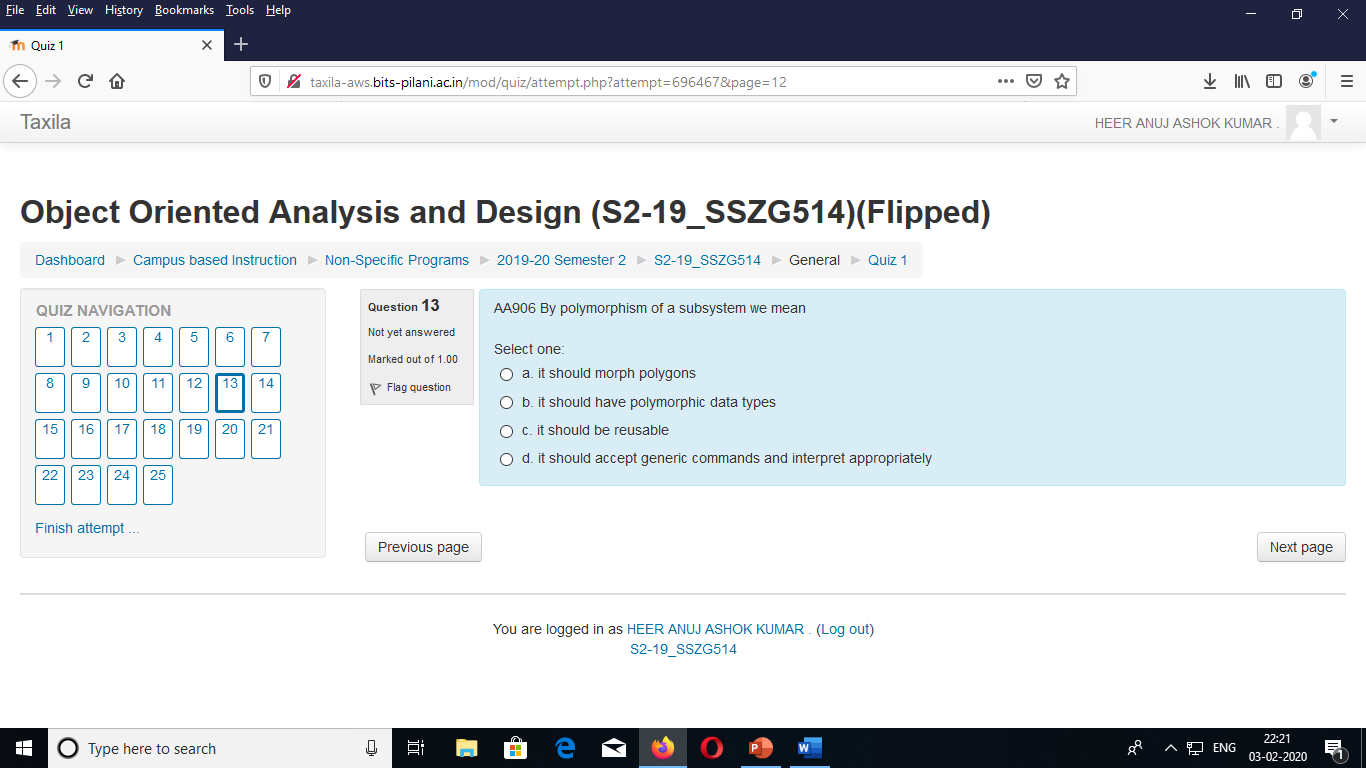 File Edit View History Bookmarks Tools Help
Quiz 1
taxila-aws.bits-pilani.ac.in/mod/quiz/attempt.php?attempt=696467&page=12
Taxila
HEER ANUJ ASHOK KUMAR .
Object Oriented Analysis and Design (S2-19_SSZG514)(Flipped)
Dashboard Campus based Instruction Non-Specific Programs 2019-20 Semester 2 S2-19_SSZG514 General Quiz 1
QUIZ NAVIGATION
1 2 3 4 5 6 7
8 9 10 11 12 13 14
15 16 17 18 19 20 21
22 23 24 25
Finish attempt ...
Question 13
Not yet answered
Marked out of 1.00
Flag question
AA906 By polymorphism of a subsystem we mean
Select one:
a. it should morph polygons
b. it should have polymorphic data types
c. it should be reusable
d. it should accept generic commands and interpret appropriately
Previous page
Next page
You are logged in as HEER ANUJ ASHOK KUMAR . (Log out)
S2-19_SSZG514
Type here to search
ENG
22:21
03-02-2020
1